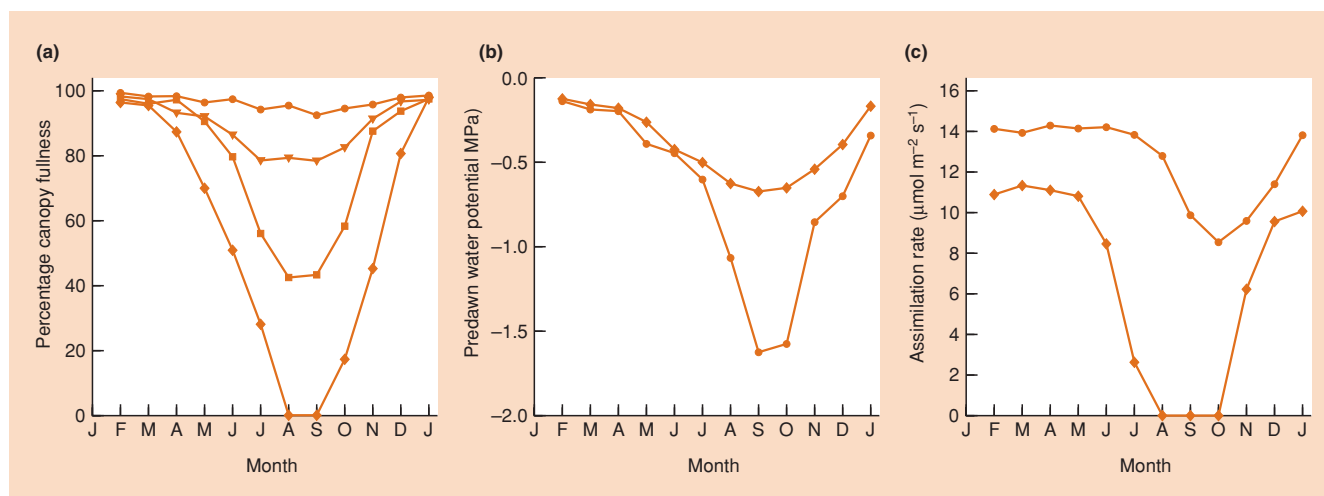 (a)
Percentage canopy fullness
100
80
60
40
20
0
J F M A M J J A S O N D J
Month
(b)
Predawn water potential MPa)
0.0
−0.5
−1.0
−1.5
−2.0
J F M A M J J A S O N D J
Month
(c)
Assimilation rate (μmol m⁻² s⁻¹)
16
14
12
10
8
6
4
2
0
J F M A M J J A S O N D J
Month